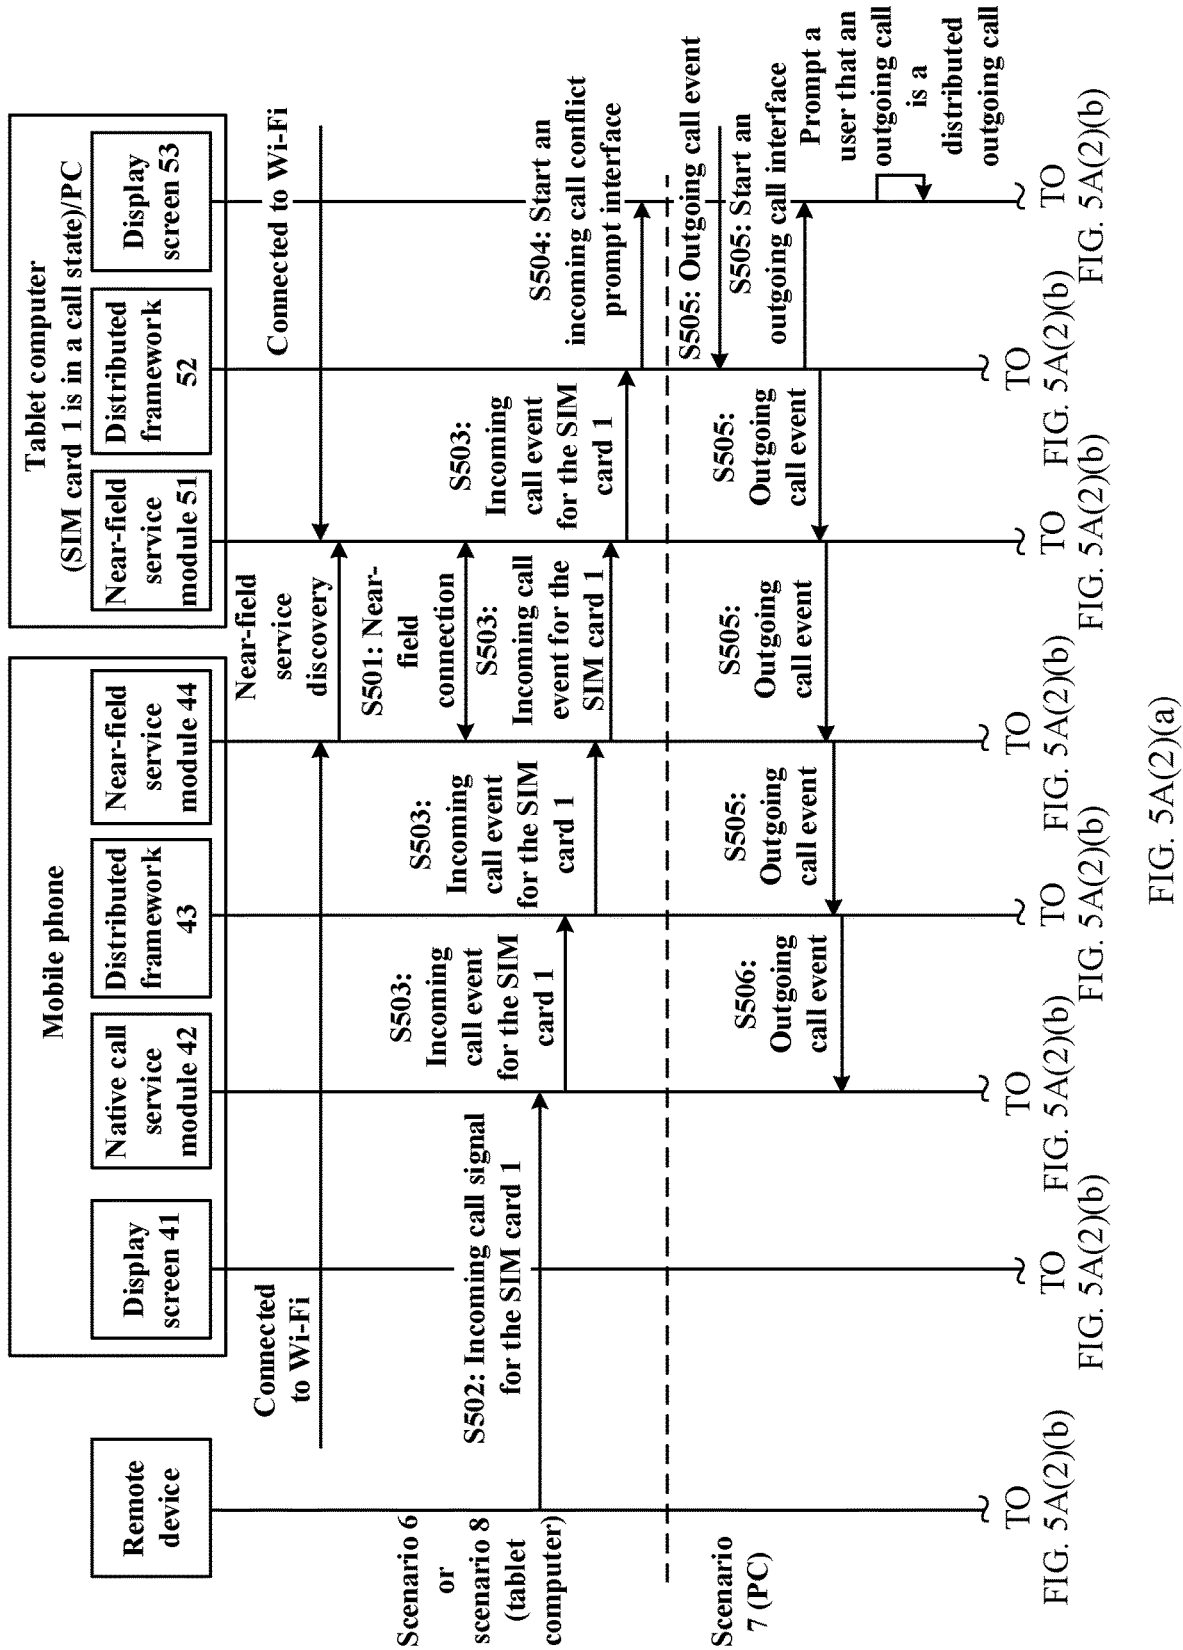 Remote
device
Mobile phone
Display
screen 41
Native call
service
module 42
Distributed
framework
43
Near-field
service
module 44
Tablet computer
(SIM card 1 is in a call state)/PC
Near-field
service
module 51
Distributed
framework
52
Display
screen 53
Connected
to Wi-Fi
Near-field
service
discovery
Connected to Wi-Fi
S501: Near-
field
connection
Scenario 6
or
scenario 8
(tablet
computer)
S502: Incoming call signal
for the SIM card 1
S503:
Incoming
call event
for the SIM
card 1
S503:
Incoming
call event
for the SIM
card 1
S503:
Incoming call
event for the
SIM card 1
S503:
Incoming
call event
for the SIM
card 1
S504: Start an
incoming call conflict
prompt interface
Scenario
7 (PC)
S505: Outgoing call event
S505: Start an
outgoing call interface
S505:
Outgoing
call event
S505:
Outgoing
call event
S505:
Outgoing
call event
S506:
Outgoing
call event
Prompt a
user that an
outgoing call
is a
distributed
outgoing call
TO
FIG. 5A(2)(b)
TO
FIG. 5A(2)(b)
TO
FIG. 5A(2)(b)
TO
FIG. 5A(2)(b)
TO
FIG. 5A(2)(b)
TO
FIG. 5A(2)(b)
TO
FIG. 5A(2)(b)
TO
FIG. 5A(2)(b)
FIG. 5A(2)(a)